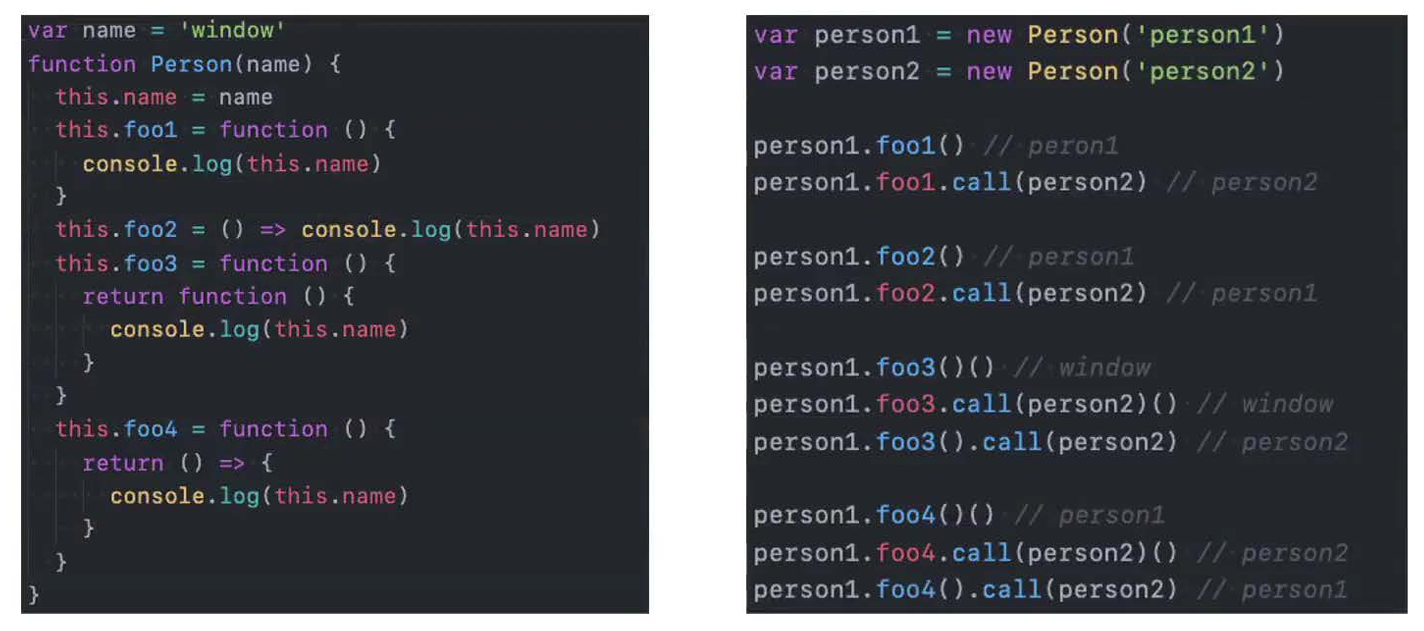 var name = 'window'
function Person(name) {
  this.name = name
  this.foo1 = function () {
    console.log(this.name)
  }
  this.foo2 = () => console.log(this.name)
  this.foo3 = function () {
    return function () {
      console.log(this.name)
    }
  }
  this.foo4 = function () {
    return () => {
      console.log(this.name)
    }
  }
}
var person1 = new Person('person1')
var person2 = new Person('person2')
person1.foo1() // peron1
person1.foo1.call(person2) // person2
person1.foo2() // person1
person1.foo2.call(person2) // person1
person1.foo3()() // window
person1.foo3.call(person2)() // window
person1.foo3().call(person2) // person2
person1.foo4()() // person1
person1.foo4.call(person2)() // person2
person1.foo4().call(person2) // person1